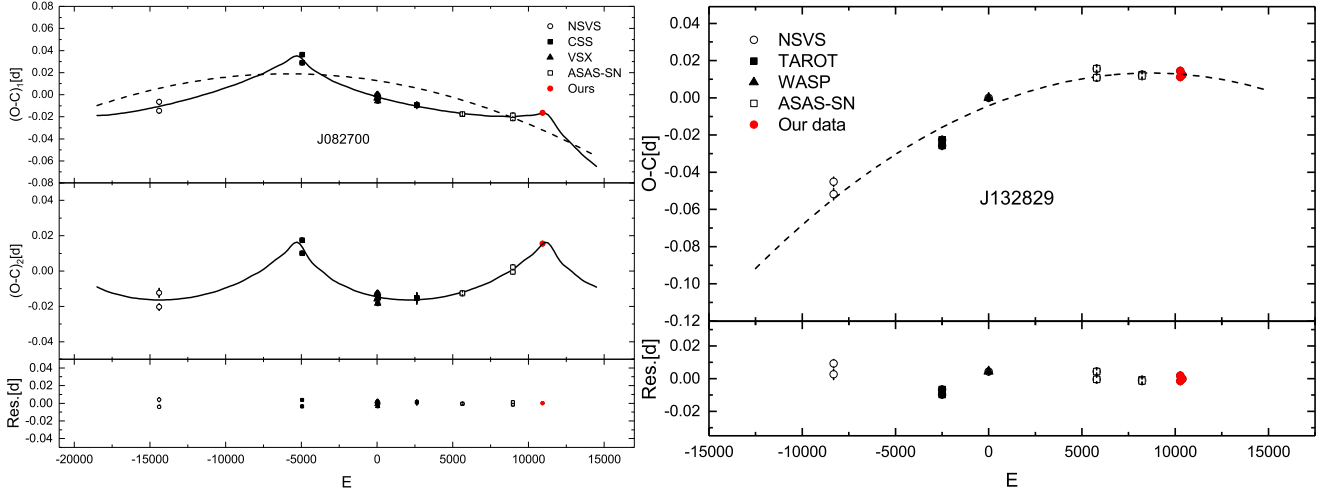 0.08
0.06
0.04
0.02
0.00
-0.02
-0.04
-0.06
-0.08
(O-C)1[d]
NSVS
CSS
VSX
ASAS-SN
Ours
J082700
0.04
0.02
0.00
-0.02
-0.04
(O-C)2[d]
0.04
0.02
0.00
-0.02
-0.04
Res.[d]
-20000 -15000 -10000 -5000 0 5000 10000 15000
E
0.04
0.02
0.00
-0.02
-0.04
-0.06
-0.08
-0.10
-0.12
O-C[d]
NSVS
TAROT
WASP
ASAS-SN
Our data
J132829
0.02
0.00
-0.02
Res.[d]
-15000 -10000 -5000 0 5000 10000 15000
E